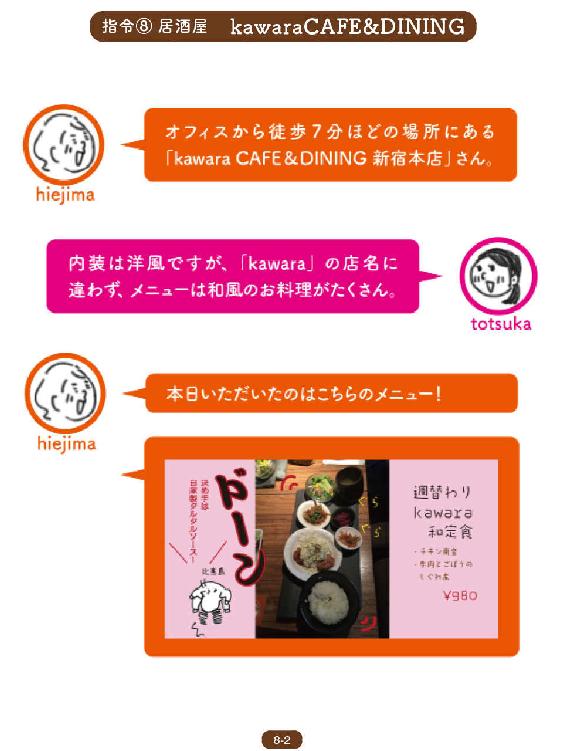 指令⑧ 居酒屋 kawaraCAFE&DINING
オフィスから徒歩７分ほどの場所にある
「kawara CAFE＆DINING 新宿本店」さん。
hiejima
内装は洋風ですが、「kawara」の店名に
違わず、メニューは和風のお料理がたくさん。
totsuka
本日いただいたのはこちらのメニュー！
hiejima
ドーン
決め手は
自家製タルタルソース！
比恵島
週替わり
kawara
和定食
・チキン南蛮
・牛肉とごぼうの
しぐれ煮
¥980
8-2